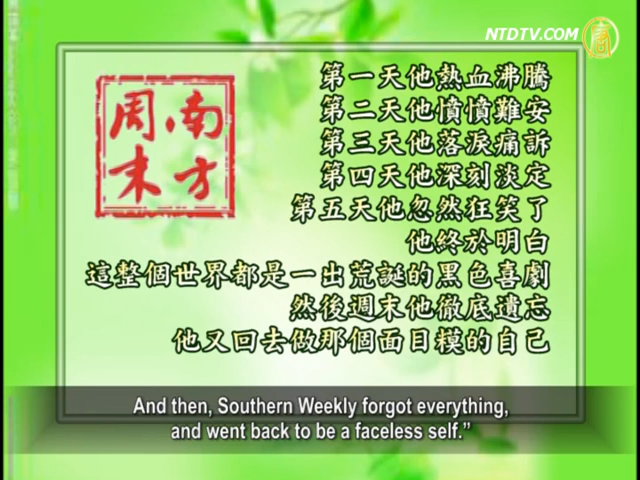 NTDTV.COM
南方
周末
第一天他熱血沸騰
第二天他憤憤難安
第三天他落淚痛訴
第四天他深刻淡定
第五天他忽然狂笑了
他終於明白
這整個世界都是一出荒誕的黑色喜劇
然後週末他徹底遺忘
他又回去做那個面目糢的自己
And then, Southern Weekly forgot everything,
and went back to be a faceless self.”